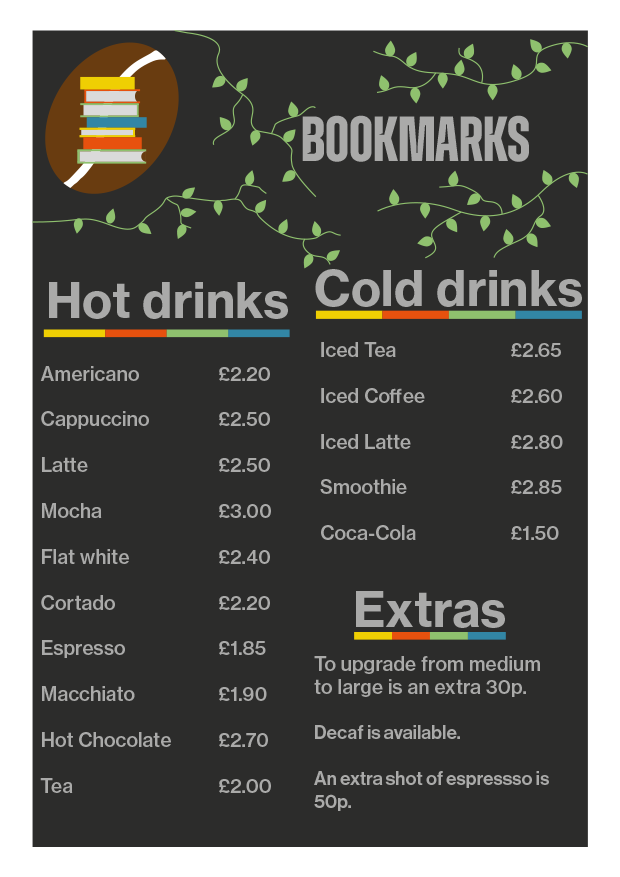 BOOKMARKS
Hot drinks
Americano £2.20
Cappuccino £2.50
Latte £2.50
Mocha £3.00
Flat white £2.40
Cortado £2.20
Espresso £1.85
Macchiato £1.90
Hot Chocolate £2.70
Tea £2.00
Cold drinks
Iced Tea £2.65
Iced Coffee £2.60
Iced Latte £2.80
Smoothie £2.85
Coca-Cola £1.50
Extras
To upgrade from medium
to large is an extra 30p.
Decaf is available.
An extra shot of espressso is
50p.